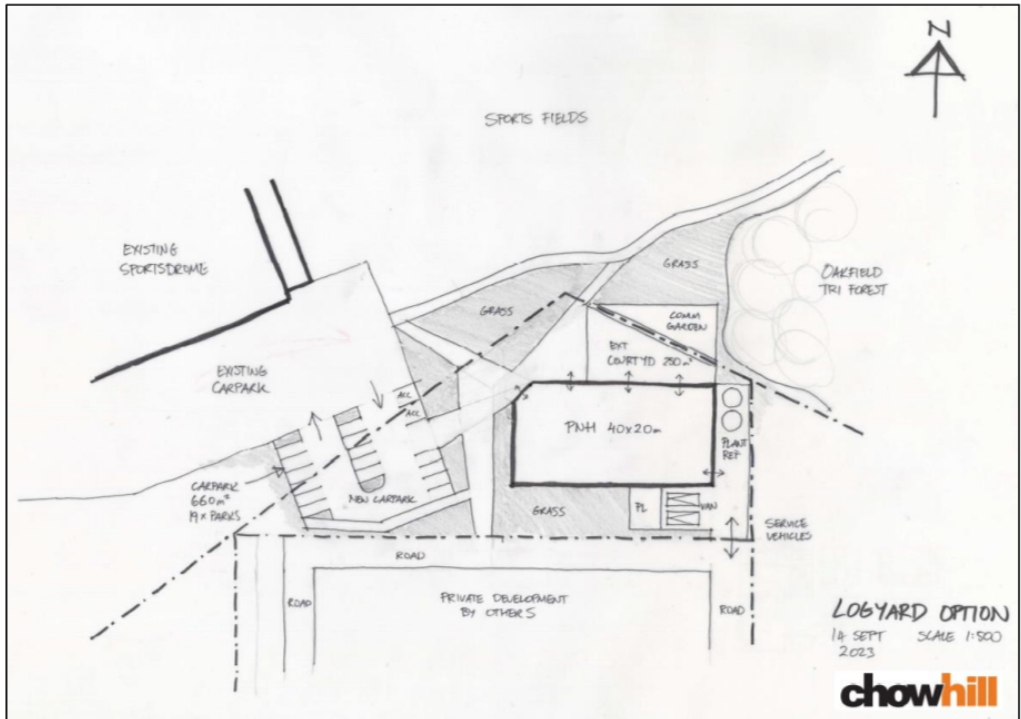 N
SPORTS FIELDS
EXISTING
SPORTSDROME
GRASS
OAKFIELD
TRI FOREST
GRASS
COMM
GARDEN
EXT
COURTYD 250m²
EXISTING
CARPARK
ACC
ACC
PNH 40x20m
PLANT
REF
CARPARK
660m²
19 x PARKS
NEW CARPARK
GRASS
PL
VAN
SERVICE
VEHICLES
ROAD
ROAD
PRIVATE DEVELOPMENT
BY OTHERS
ROAD
LOGYARD OPTION
14 SEPT SCALE 1:500
2023
chowhill